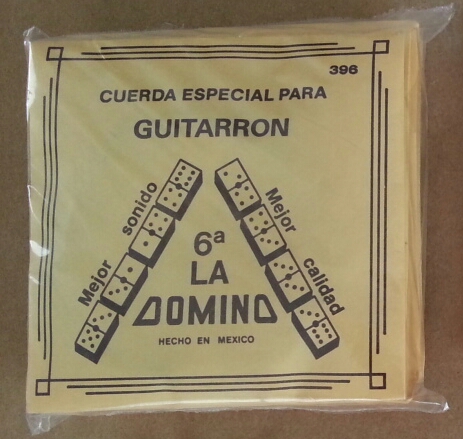 396
CUERDA ESPECIAL PARA
GUITARRON
Mejor sonido
Mejor calidad
6ª
LA
DOMINO
HECHO EN MEXICO